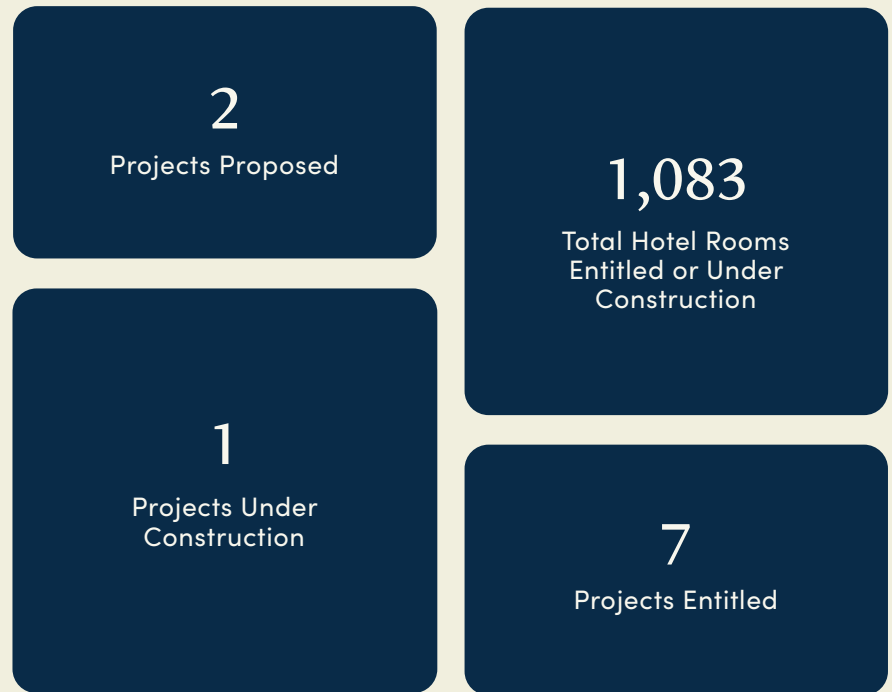 2
Projects Proposed
1,083
Total Hotel Rooms
Entitled or Under
Construction
1
Projects Under
Construction
7
Projects Entitled